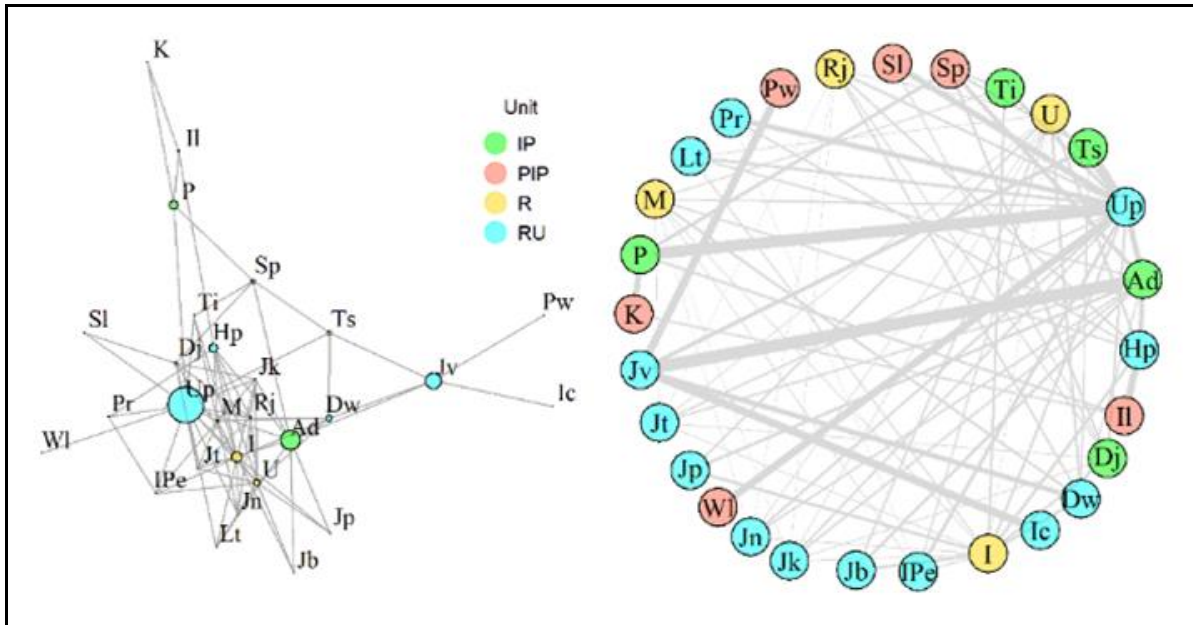 K
Il
P
Sp
Ti
Sl
Hp
Dj
Ts
Pw
Jk
Jv
Up
Ic
Pr
M
Rj
Dw
Wl
I
Ad
Jt
U
IPe
Jn
Lt
Jp
Jb
Unit
IP
PIP
R
RU
Rj
Sl
Sp
Pw
Ti
Pr
U
Lt
Ts
M
Up
P
Ad
K
Hp
Jv
Il
Jt
Dj
Jp
Dw
Wl
Ic
Jn
I
Jk
Jb
IPe